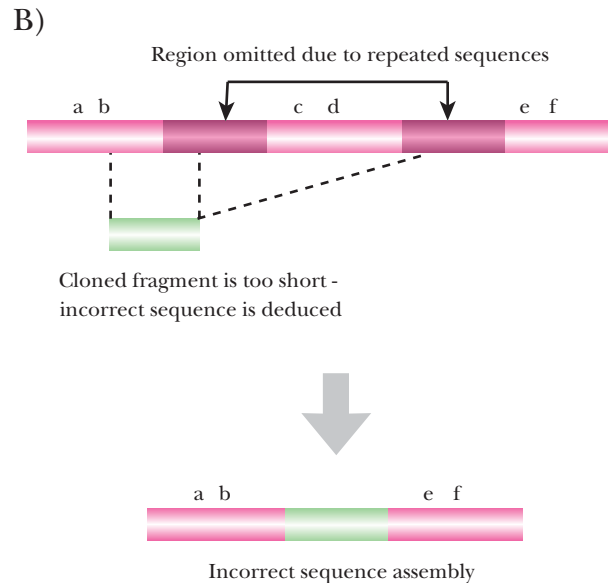 B)
Region omitted due to repeated sequences
a b c d e f
Cloned fragment is too short -
incorrect sequence is deduced
a b e f
Incorrect sequence assembly